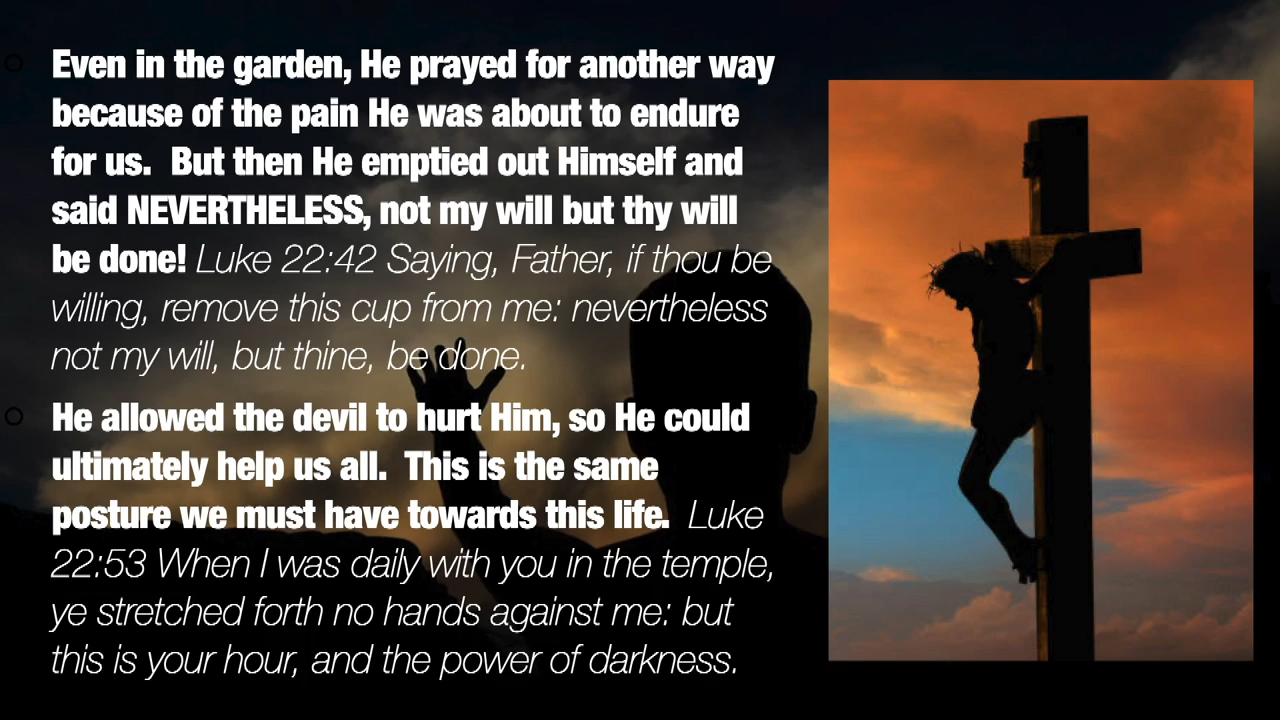 Even in the garden, He prayed for another way
because of the pain He was about to endure
for us.  But then He emptied out Himself and
said NEVERTHELESS, not my will but thy will
be done! Luke 22:42 Saying, Father, if thou be
willing, remove this cup from me: nevertheless
not my will, but thine, be done.
He allowed the devil to hurt Him, so He could
ultimately help us all.  This is the same
posture we must have towards this life.  Luke
22:53 When I was daily with you in the temple,
ye stretched forth no hands against me: but
this is your hour, and the power of darkness.